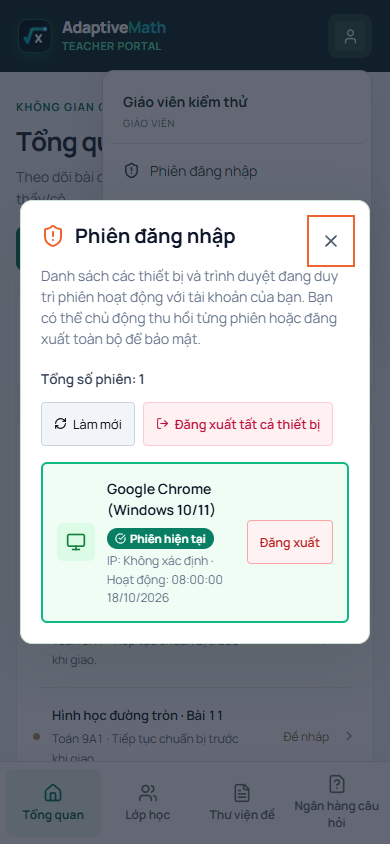 AdaptiveMath
TEACHER PORTAL
KHÔNG GIAN
Giáo viên kiểm thử
GIÁO VIÊN
Tổng
Theo dõi bài
Phiên đăng nhập
thầy/cô
Phiên đăng nhập
Danh sách các thiết bị và trình duyệt đang duy
trì phiên hoạt động với tài khoản của bạn. Bạn
có thể chủ động thu hồi từng phiên hoặc đăng
xuất toàn bộ để bảo mật.
Tổng số phiên: 1
Làm mới
Đăng xuất tất cả thiết bị
Google Chrome
(Windows 10/11)
Phiên hiện tại
IP: Không xác định ·
Hoạt động: 08:00:00
18/10/2026
Đăng xuất
khi giao.
Hình học đường tròn · Bài 11
Toán 9A1 · Tiếp tục chuẩn bị trước
khi giao.
Đề nháp
Tổng quan
Lớp học
Thư viện đề
Ngân hàng câu
hỏi